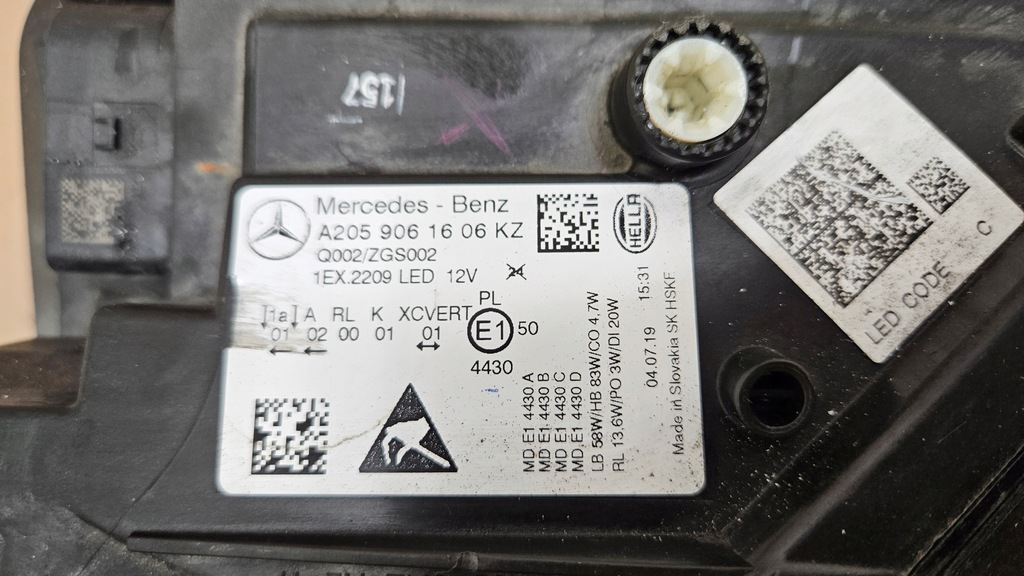 157
Mercedes - Benz
A205 906 16 06 KZ
Q002/ZGS002
1EX.2209 LED 12V
HELLA
[1a] A RL K XCVERT
01 02 00 01 01
PL
E1 50
4430
MD E1 4430 A
MD E1 4430 B
MD E1 4430 C
MD E1 4430 D
LB 58W/HB 83W/CO 4,7W
RL 13,6W/PO 3W/DI 20W
04.07.19 15:31
Made in Slovakia SK HSKF
LED CODE C